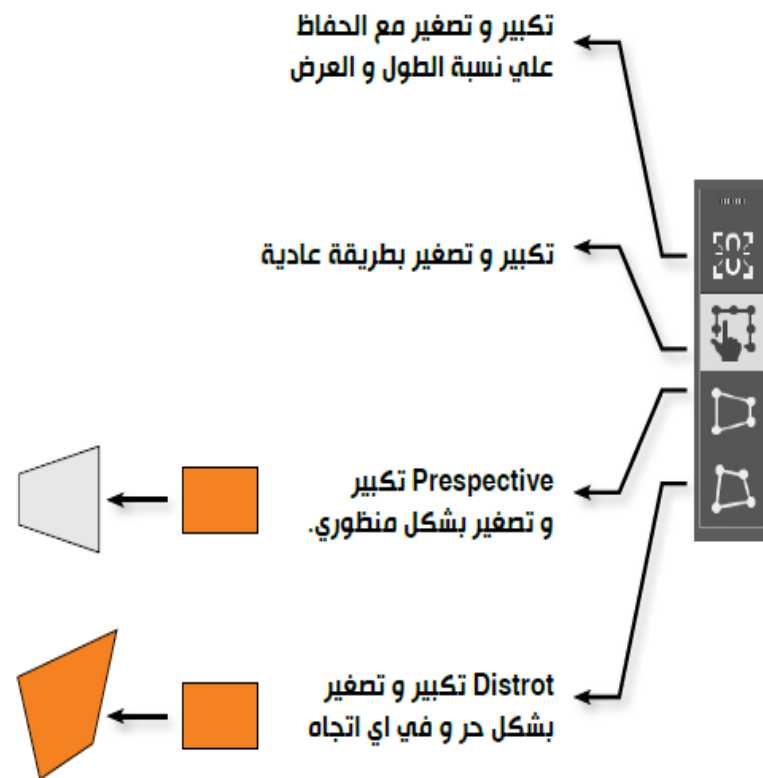 تكبير و تصغير مع الحفاظ
علي نسبة الطول و العرض
تكبير و تصغير بطريقة عادية
Prespective تكبير
و تصغير بشكل منظوري.
Distrot تكبير و تصغير
بشكل حر و في اي اتجاه